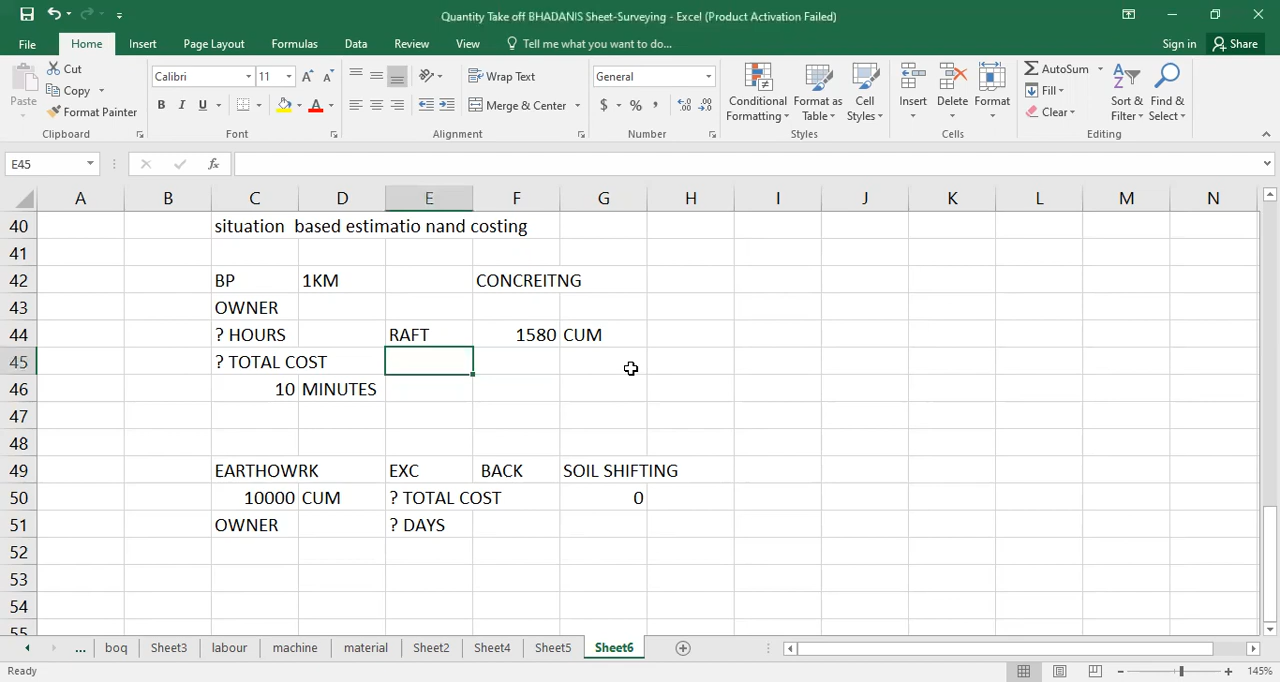 Quantity Take off BHADANIS Sheet-Surveying - Excel (Product Activation Failed)
File Home Insert Page Layout Formulas Data Review View Tell me what you want to do... Sign in Share
Paste Cut Copy Format Painter Clipboard
Calibri 11 B I U A A A Font
Wrap Text Merge & Center Alignment
General $ % , Number
Conditional Formatting Format as Table Cell Styles Styles
Insert Delete Format Cells
AutoSum Fill Clear Sort & Filter Find & Select Editing
E45 fx
A B C D E F G H I J K L M N
40 situation based estimatio nand costing
41
42 BP 1KM CONCREITNG
43 OWNER
44 ? HOURS RAFT 1580 CUM
45 ? TOTAL COST
46 10 MINUTES
47
48
49 EARTHOWRK EXC BACK SOIL SHIFTING
50 10000 CUM ? TOTAL COST 0
51 OWNER ? DAYS
52
53
54
55
... boq Sheet3 labour machine material Sheet2 Sheet4 Sheet5 Sheet6
Ready 145%